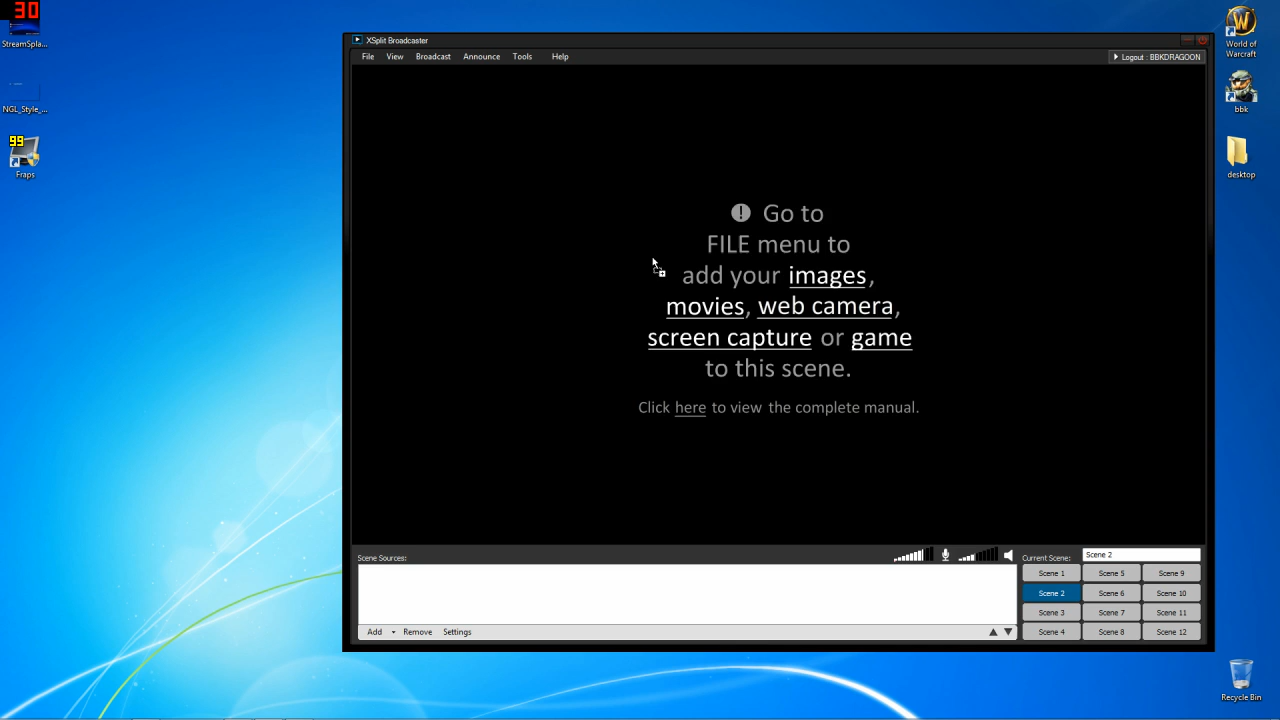 30
StreamSpla...
NGL_Style_...
99
Fraps
XSplit Broadcaster
File View Broadcast Announce Tools Help
Logout : BBKDRAGOON
! Go to
FILE menu to
add your images,
movies, web camera,
screen capture or game
to this scene.
Click here to view the complete manual.
Scene Sources:
Add Remove Settings
Current Scene: Scene 2
Scene 1 Scene 5 Scene 9
Scene 2 Scene 6 Scene 10
Scene 3 Scene 7 Scene 11
Scene 4 Scene 8 Scene 12
World of
Warcraft
bbk
desktop
Recycle Bin